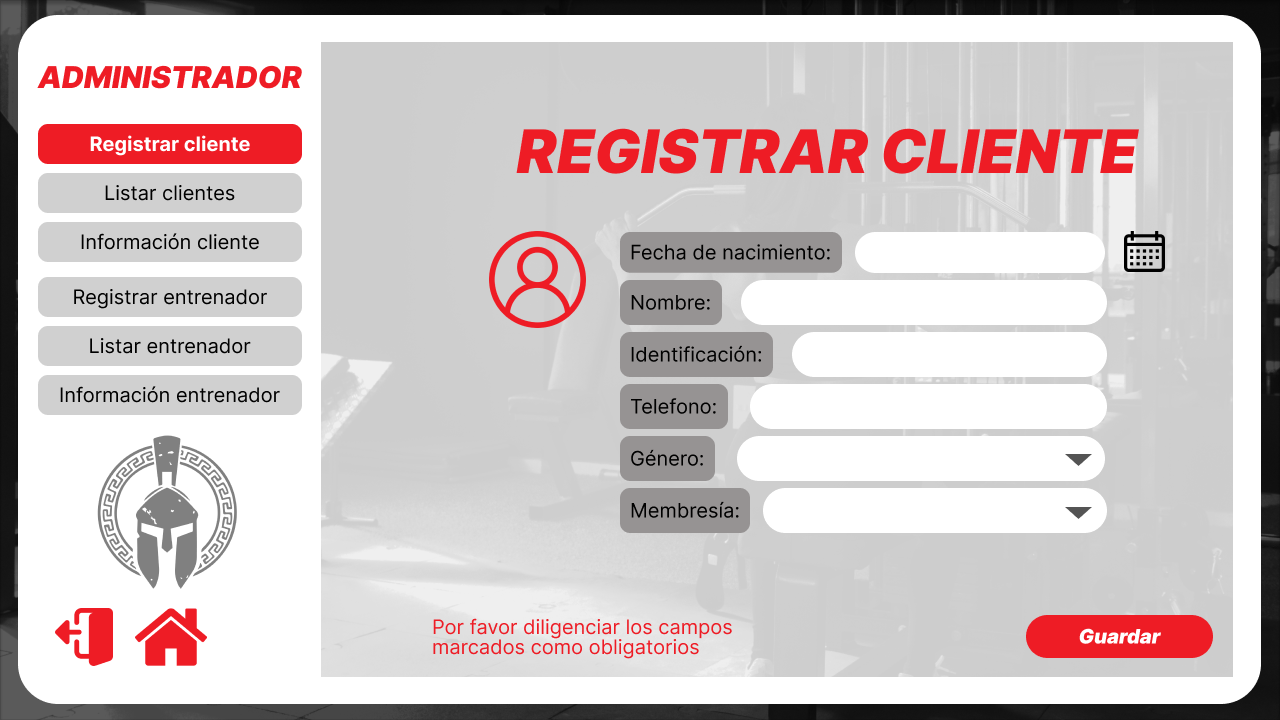 ADMINISTRADOR
Registrar cliente
Listar clientes
Información cliente
Registrar entrenador
Listar entrenador
Información entrenador
REGISTRAR CLIENTE
Fecha de nacimiento:
Nombre:
Identificación:
Telefono:
Género:
Membresía:
Por favor diligenciar los campos
marcados como obligatorios
Guardar